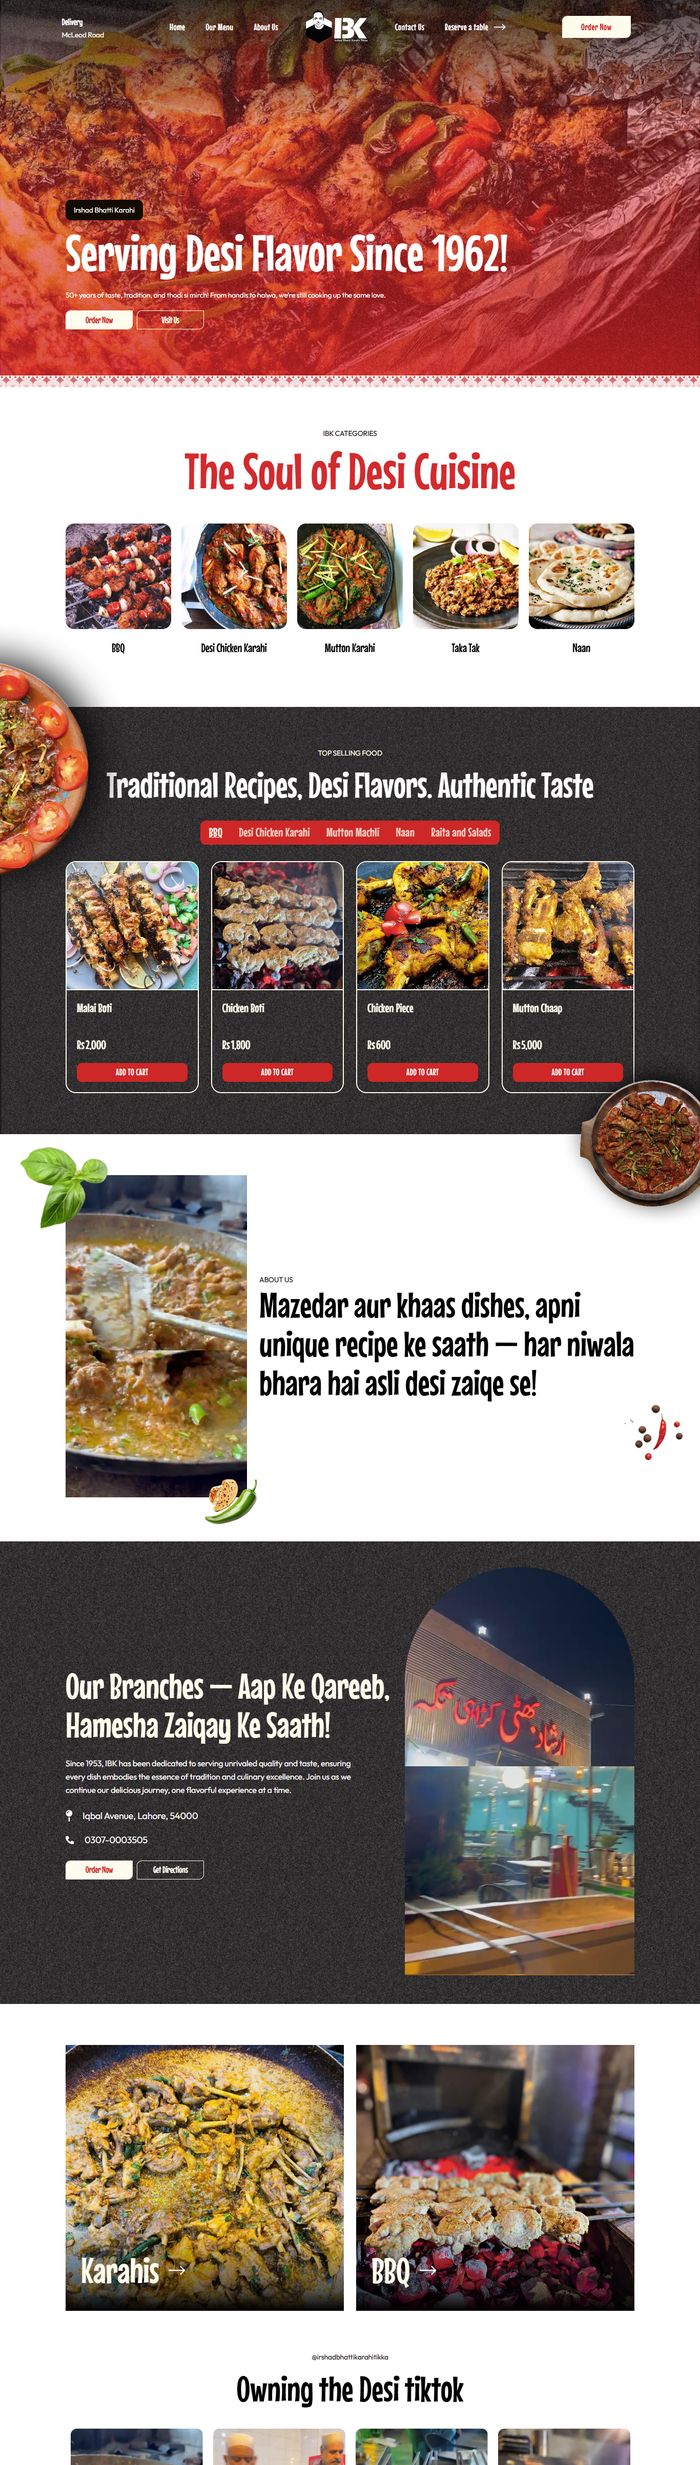 Delivery
McLeod Road
Home
Our Menu
About Us
IBK
Contact Us
Reserve a table
Order Now
Irshad Bhatti Karahi
Serving Desi Flavor Since 1962!
50+ years of taste, tradition, and thodi si mirch! From handis to halwa, we're still cooking up the same love.
Order Now
Visit Us
IBK CATEGORIES
The Soul of Desi Cuisine
BBQ
Desi Chicken Karahi
Mutton Karahi
Taka Tak
Naan
TOP SELLING FOOD
Traditional Recipes, Desi Flavors. Authentic Taste
BBQ
Desi Chicken Karahi
Mutton Machli
Naan
Raita and Salads
Malai Boti
Rs 2,000
ADD TO CART
Chicken Boti
Rs 1,800
ADD TO CART
Chicken Piece
Rs 600
ADD TO CART
Mutton Chaap
Rs 5,000
ADD TO CART
ABOUT US
Mazedar aur khaas dishes, apni
unique recipe ke saath — har niwala
bhara hai asli desi zaiqe se!
Our Branches — Aap Ke Qareeb,
Hamesha Zaiqay Ke Saath!
Since 1953, IBK has been dedicated to serving unrivaled quality and taste, ensuring
every dish embodies the essence of tradition and culinary excellence. Join us as we
continue our delicious journey, one flavorful experience at a time.
Iqbal Avenue, Lahore, 54000
0307-0003505
Order Now
Get Directions
ارشاد بھٹی کڑاہی تکہ
Karahis
BBQ
@irshadbhattikarahitikka
Owning the Desi tiktok